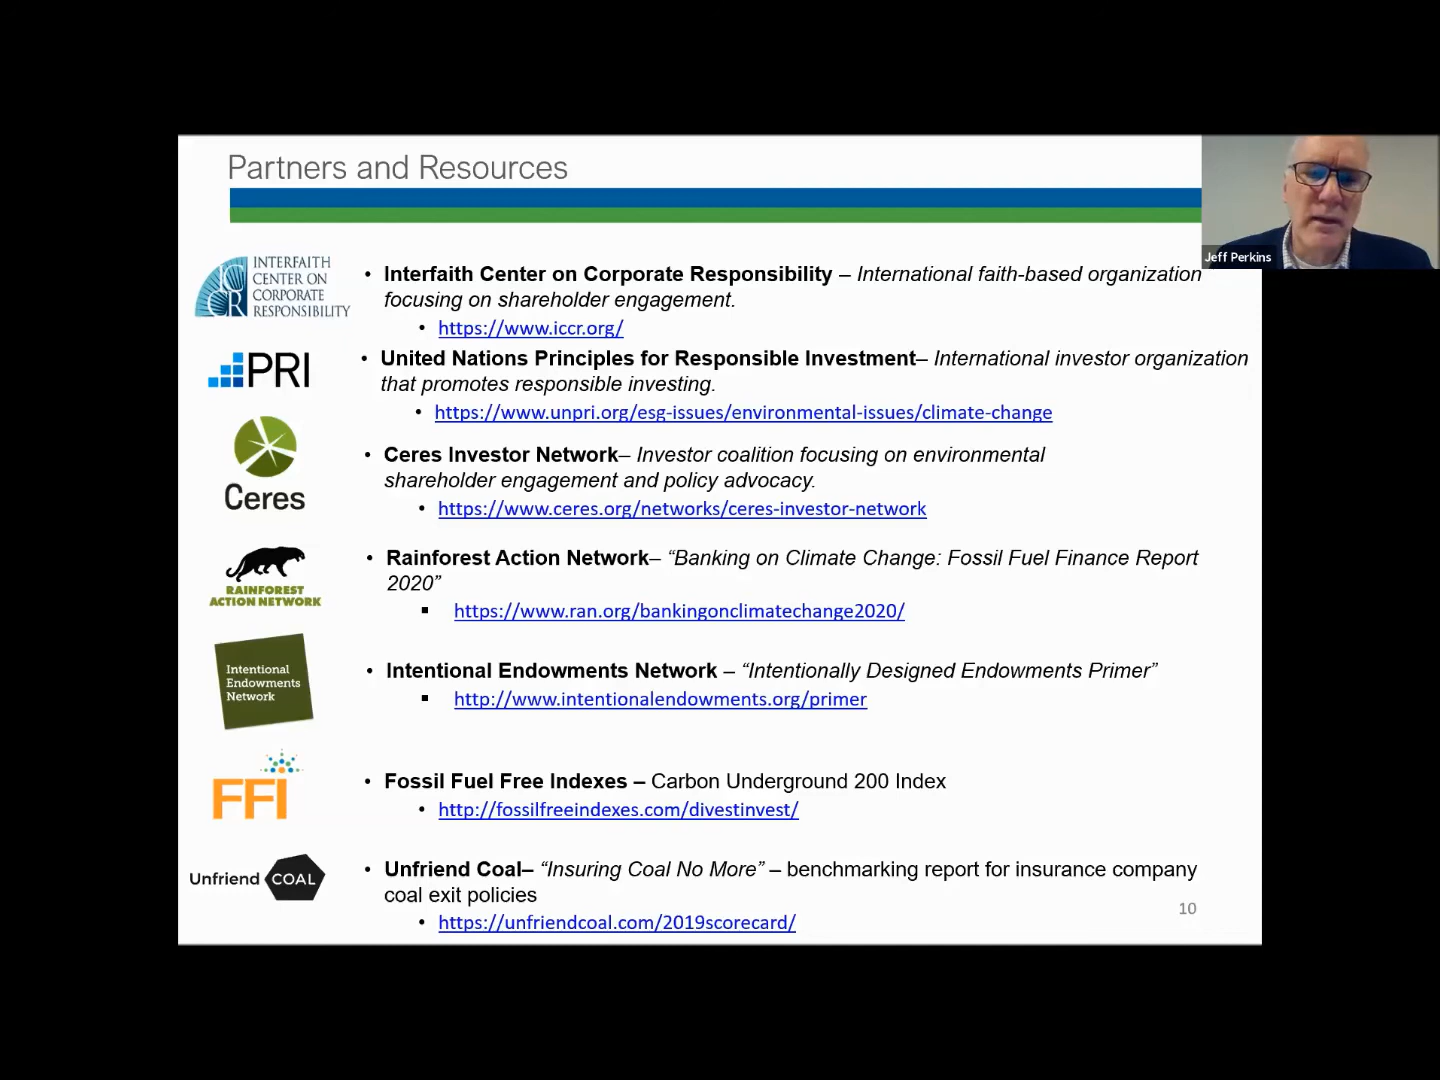 Partners and Resources
Jeff Perkins
INTERFAITH
CENTER ON
CORPORATE
RESPONSIBILITY
ICCR
• Interfaith Center on Corporate Responsibility – International faith-based organization
focusing on shareholder engagement.
• https://www.iccr.org/
PRI
• United Nations Principles for Responsible Investment– International investor organization
that promotes responsible investing.
• https://www.unpri.org/esg-issues/environmental-issues/climate-change
Ceres
• Ceres Investor Network– Investor coalition focusing on environmental
shareholder engagement and policy advocacy.
• https://www.ceres.org/networks/ceres-investor-network
RAINFOREST
ACTION NETWORK
• Rainforest Action Network– “Banking on Climate Change: Fossil Fuel Finance Report
2020”
▪ https://www.ran.org/bankingonclimatechange2020/
Intentional
Endowments
Network
• Intentional Endowments Network – “Intentionally Designed Endowments Primer”
▪ http://www.intentionalendowments.org/primer
FFI
• Fossil Fuel Free Indexes – Carbon Underground 200 Index
• http://fossilfreeindexes.com/divestinvest/
Unfriend COAL
• Unfriend Coal– “Insuring Coal No More” – benchmarking report for insurance company
coal exit policies
• https://unfriendcoal.com/2019scorecard/
10